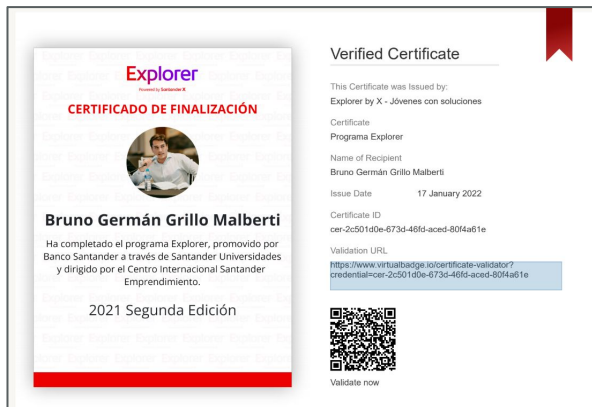 Explorer
Powered by Santander X
CERTIFICADO DE FINALIZACIÓN
Bruno Germán Grillo Malberti
Ha completado el programa Explorer, promovido por
Banco Santander a través de Santander Universidades
y dirigido por el Centro Internacional Santander
Emprendimiento.
2021 Segunda Edición
Verified Certificate
This Certificate was Issued by:
Explorer by X - Jóvenes con soluciones
Certificate
Programa Explorer
Name of Recipient
Bruno Germán Grillo Malberti
Issue Date 17 January 2022
Certificate ID
cer-2c501d0e-673d-46fd-aced-80f4a61e
Validation URL
https://www.virtualbadge.io/certificate-validator?
credential=cer-2c501d0e-673d-46fd-aced-80f4a61e
Validate now